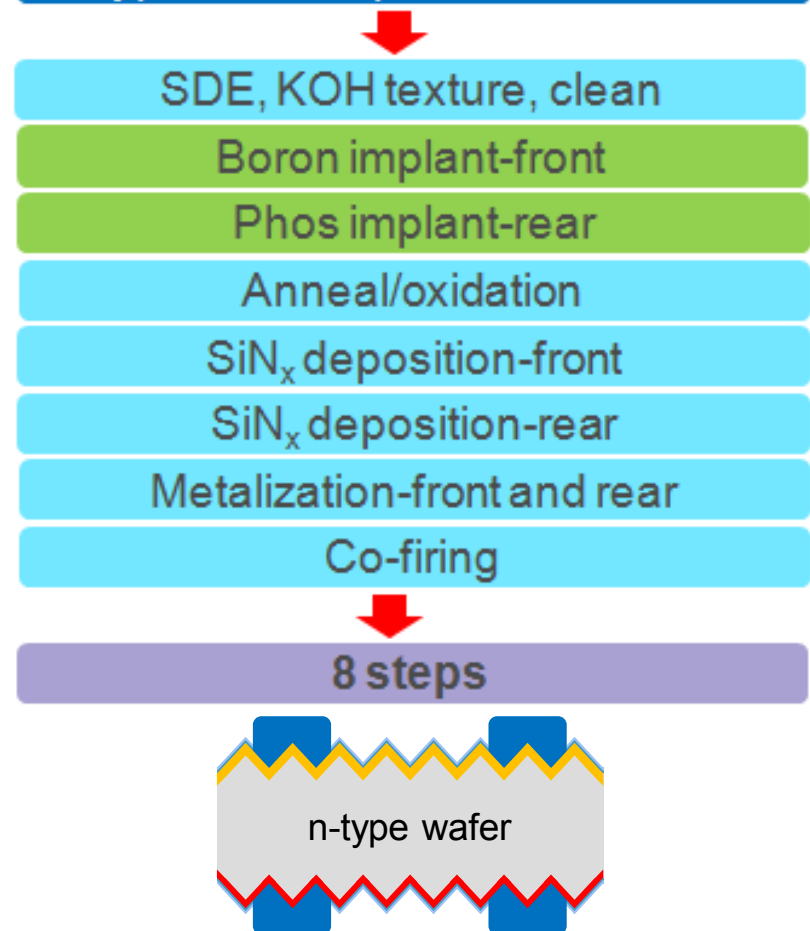 SDE, KOH texture, clean
Boron implant-front
Phos implant-rear
Anneal/oxidation
SiNₓ deposition-front
SiNₓ deposition-rear
Metalization-front and rear
Co-firing
8 steps
n-type wafer